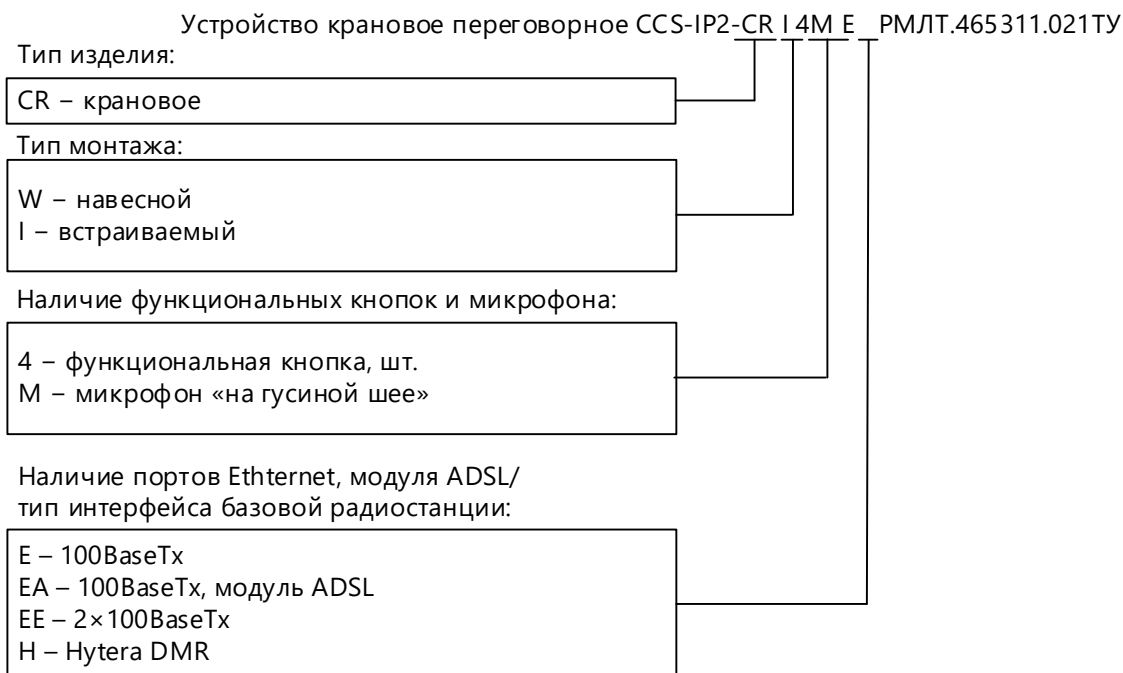 Устройство крановое переговорное CCS-IP2-CR I 4M E _РМЛТ.465311.021ТУ
Тип изделия:
CR – крановое
Тип монтажа:
W – навесной
I – встраиваемый
Наличие функциональных кнопок и микрофона:
4 – функциональная кнопка, шт.
M – микрофон «на гусиной шее»
Наличие портов Ethternet, модуля ADSL/
тип интерфейса базовой радиостанции:
E – 100BaseTx
EA – 100BaseTx, модуль ADSL
EE – 2×100BaseTx
H – Hytera DMR